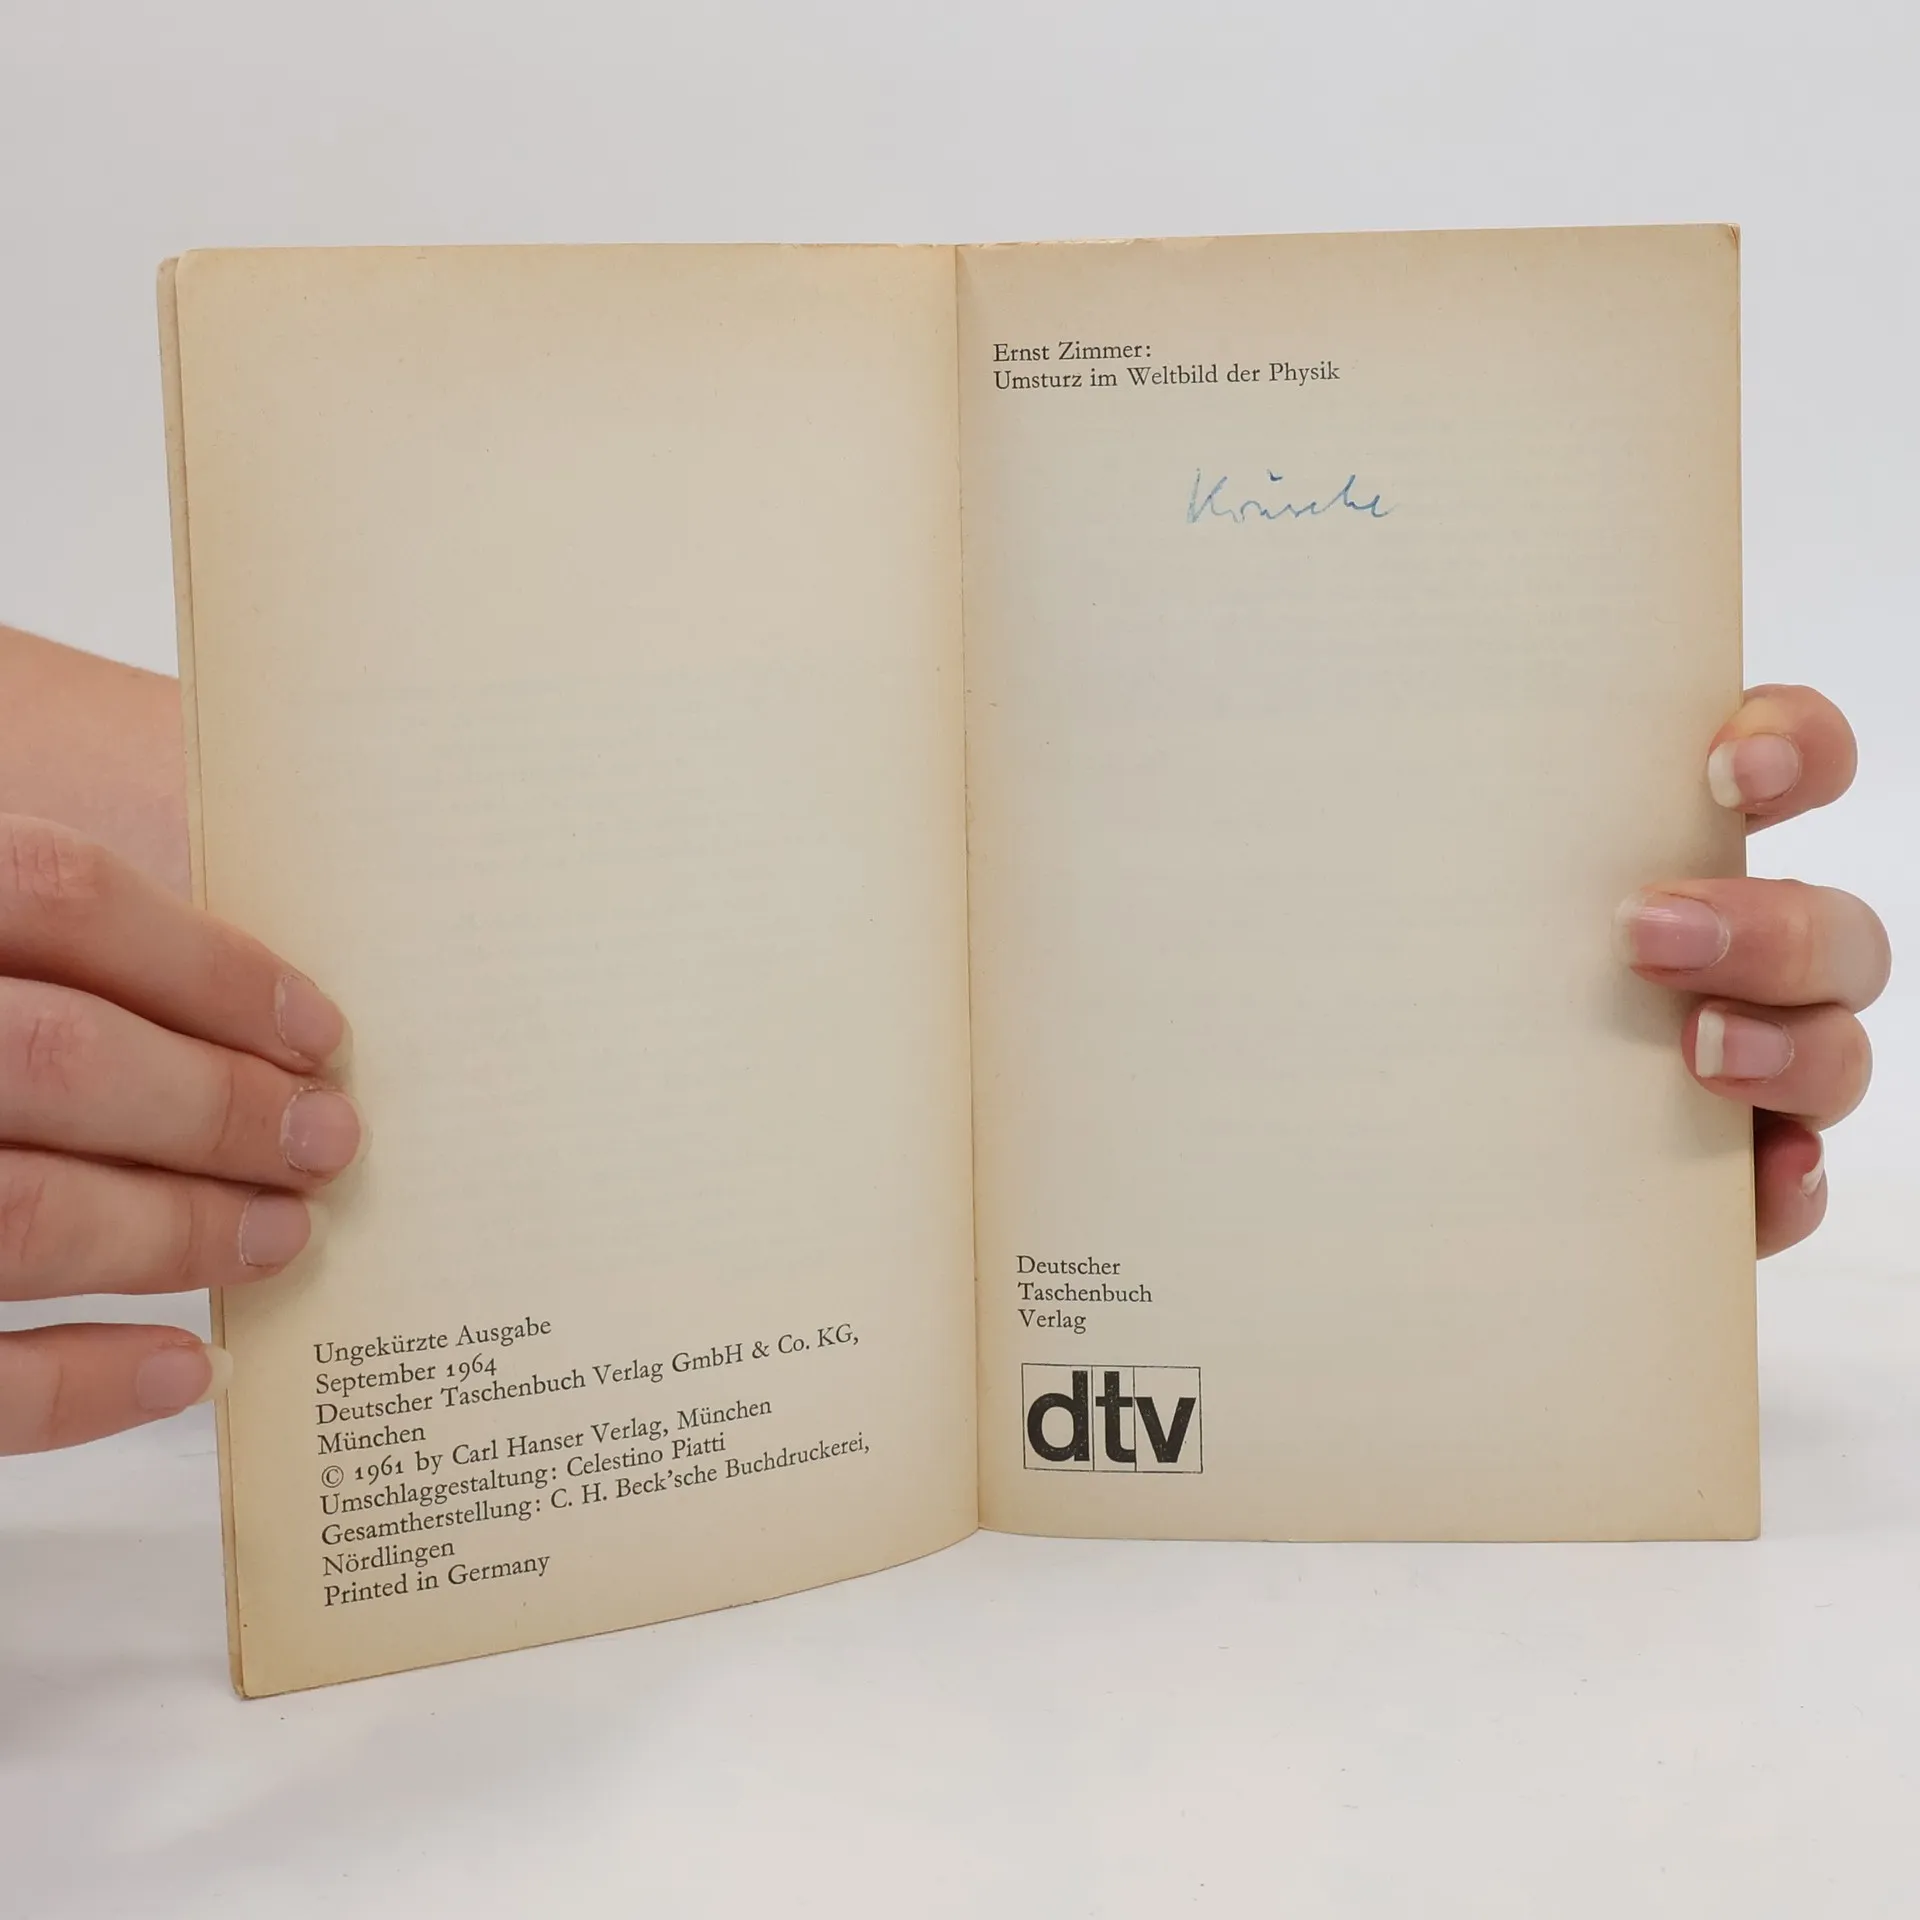 Ungekürzte Ausgabe
September 1964
Deutscher Taschenbuch Verlag GmbH & Co. KG,
München
© 1961 by Carl Hanser Verlag, München
Umschlaggestaltung: Celestino Piatti
Gesamtherstellung: C. H. Beck'sche Buchdruckerei,
Nördlingen
Printed in Germany
Ernst Zimmer:
Umsturz im Weltbild der Physik
Deutscher
Taschenbuch
Verlag
dtv